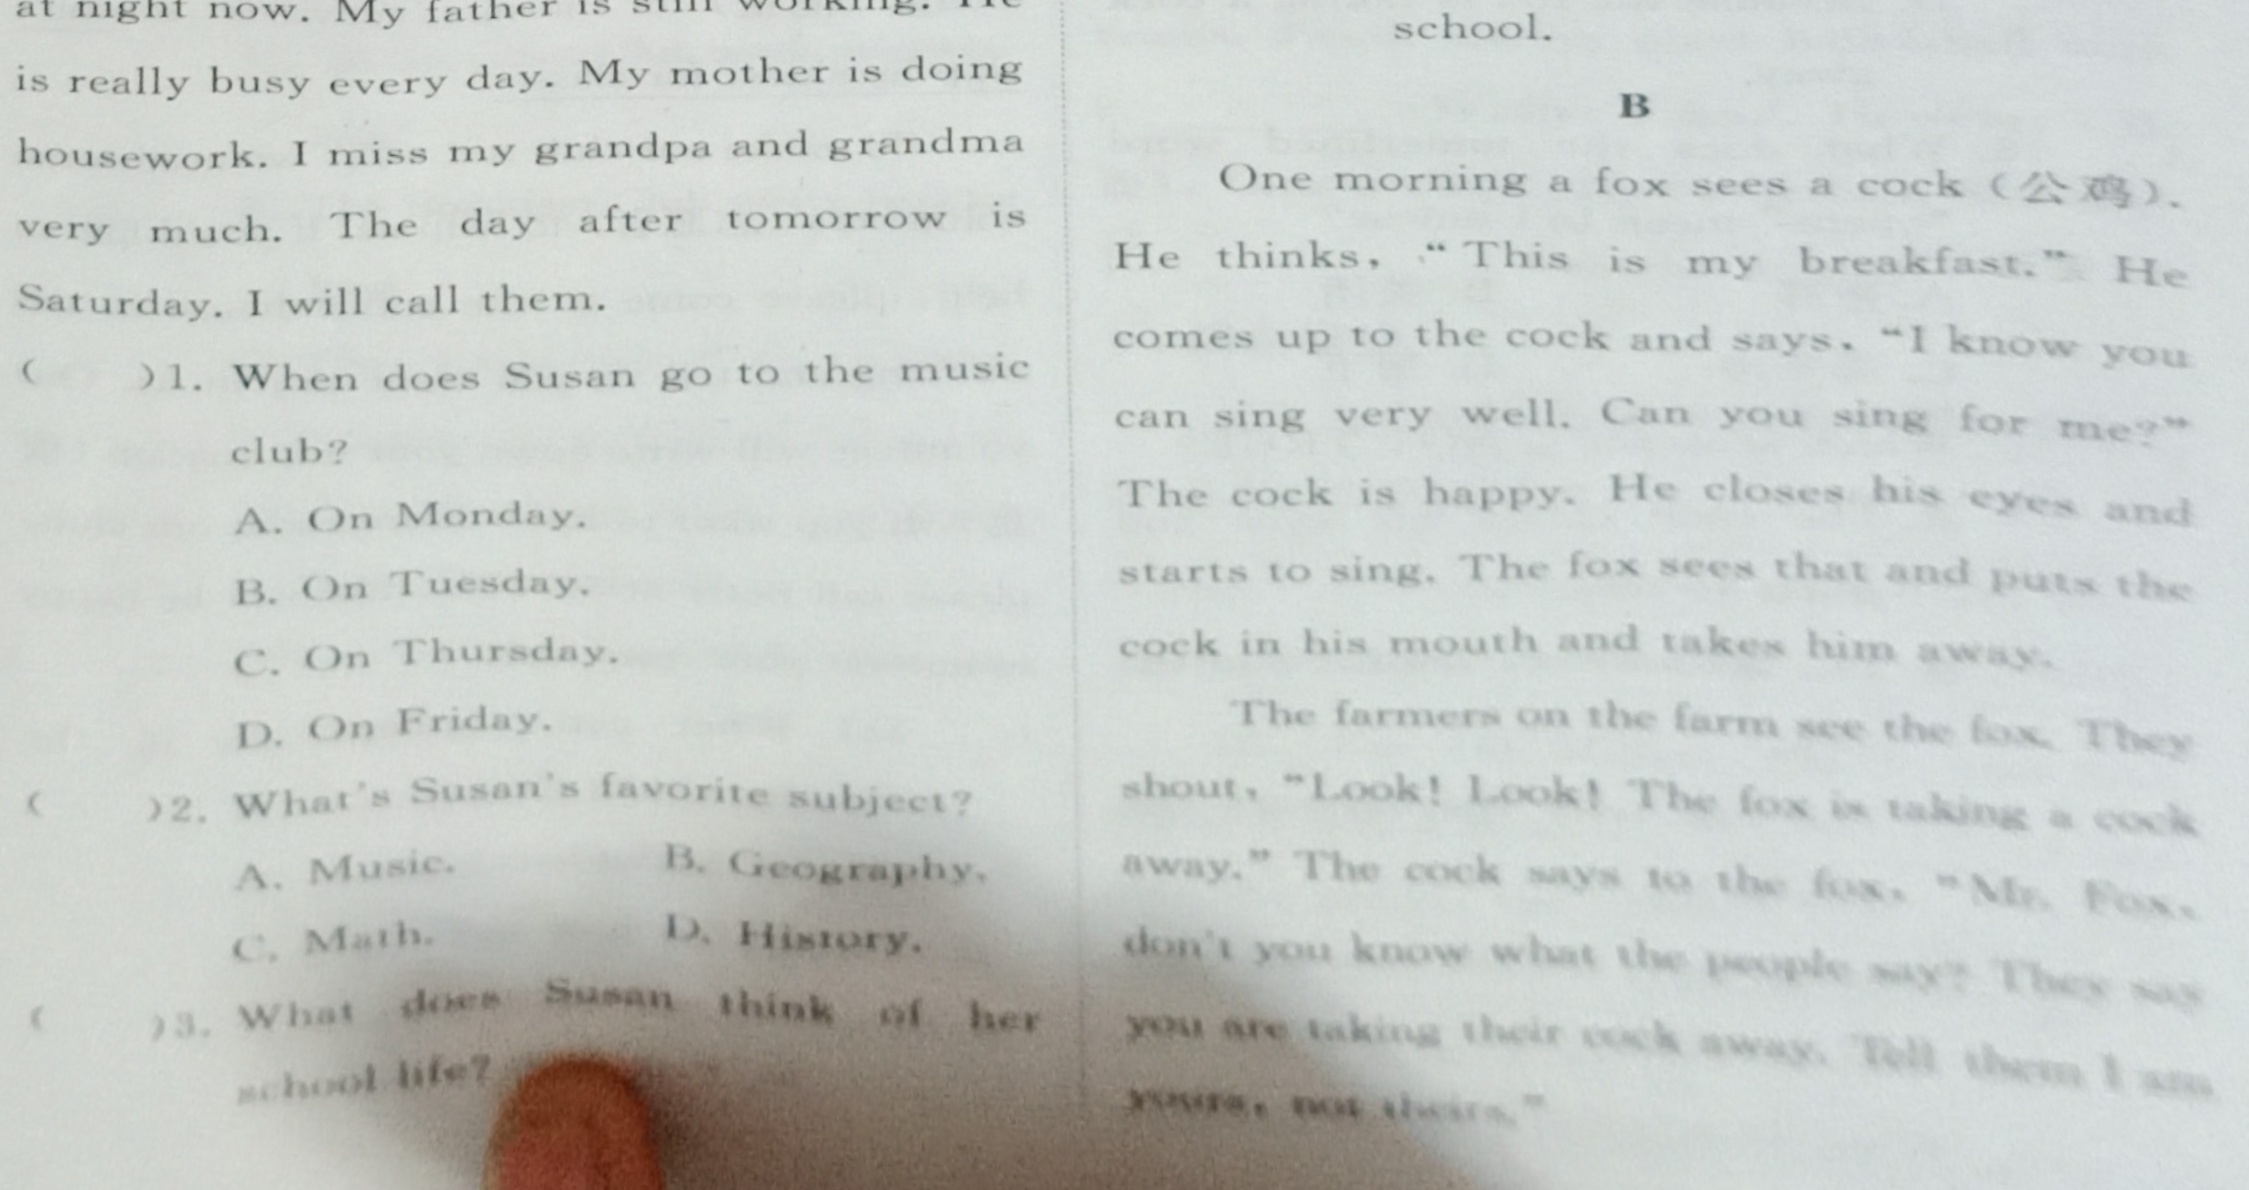 at night now. My father is still working. He
is really busy every day. My mother is doing
housework. I miss my grandpa and grandma
very much. The day after tomorrow is
Saturday. I will call them.
( )1. When does Susan go to the music
club?
A. On Monday.
B. On Tuesday.
C. On Thursday.
D. On Friday.
( )2. What's Susan's favorite subject?
A. Music. B. Geography.
C. Math. D. History.
( )3. What does Susan think of her
school life?
school.
B
One morning a fox sees a cock (公鸡).
He thinks, “This is my breakfast.” He
comes up to the cock and says, “I know you
can sing very well. Can you sing for me?”
The cock is happy. He closes his eyes and
starts to sing. The fox sees that and puts the
cock in his mouth and takes him away.
The farmers on the farm see the fox. They
shout, “Look! Look! The fox is taking a cock
away.” The cock says to the fox, “Mr. Fox,
don't you know what the people say? They say
you are taking their cock away. Tell them I am
yours, not theirs.”